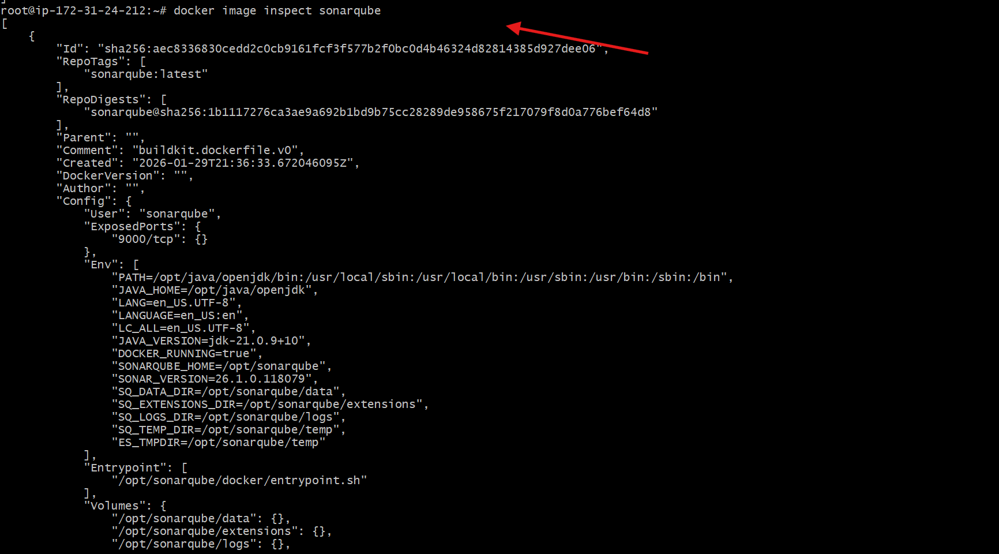 root@ip-172-31-24-212:~# docker image inspect sonarqube
[
    {
        "Id": "sha256:aec8336830cedd2c0cb9161fcf3f577b2f0bc0d4b46324d82814385d927dee06",
        "RepoTags": [
            "sonarqube:latest"
        ],
        "RepoDigests": [
            "sonarqube@sha256:1b1117276ca3ae9a692b1bd9b75cc28289de958675f217079f8d0a776bef64d8"
        ],
        "Parent": "",
        "Comment": "buildkit.dockerfile.v0",
        "Created": "2026-01-29T21:36:33.672046095Z",
        "DockerVersion": "",
        "Author": "",
        "Config": {
            "User": "sonarqube",
            "ExposedPorts": {
                "9000/tcp": {}
            },
            "Env": [
                "PATH=/opt/java/openjdk/bin:/usr/local/sbin:/usr/local/bin:/usr/sbin:/usr/bin:/sbin:/bin",
                "JAVA_HOME=/opt/java/openjdk",
                "LANG=en_US.UTF-8",
                "LANGUAGE=en_US:en",
                "LC_ALL=en_US.UTF-8",
                "JAVA_VERSION=jdk-21.0.9+10",
                "DOCKER_RUNNING=true",
                "SONARQUBE_HOME=/opt/sonarqube",
                "SONAR_VERSION=26.1.0.118079",
                "SQ_DATA_DIR=/opt/sonarqube/data",
                "SQ_EXTENSIONS_DIR=/opt/sonarqube/extensions",
                "SQ_LOGS_DIR=/opt/sonarqube/logs",
                "SQ_TEMP_DIR=/opt/sonarqube/temp",
                "ES_TMPDIR=/opt/sonarqube/temp"
            ],
            "Entrypoint": [
                "/opt/sonarqube/docker/entrypoint.sh"
            ],
            "Volumes": {
                "/opt/sonarqube/data": {},
                "/opt/sonarqube/extensions": {},
                "/opt/sonarqube/logs": {},